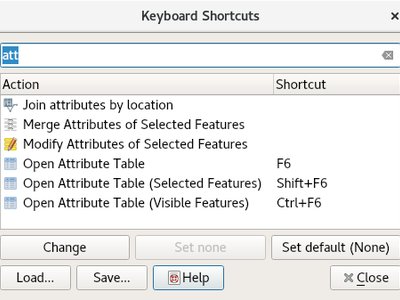 Keyboard Shortcuts
att
Action Shortcut
Join attributes by location
Merge Attributes of Selected Features
Modify Attributes of Selected Features
Open Attribute Table F6
Open Attribute Table (Selected Features) Shift+F6
Open Attribute Table (Visible Features) Ctrl+F6
Change Set none Set default (None)
Load... Save... Help Close